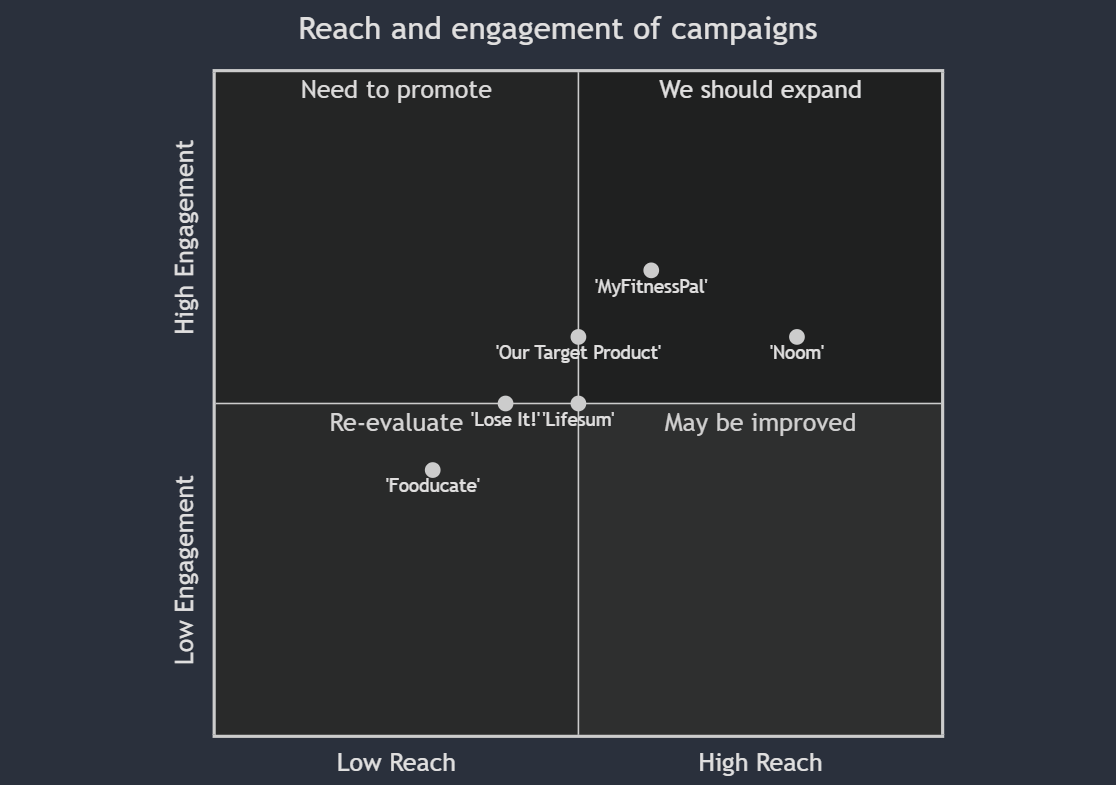 Reach and engagement of campaigns
Need to promote
We should expand
High Engagement
'MyFitnessPal'
'Our Target Product'
'Noom'
Re-evaluate
'Lose It!'
'Lifesum'
May be improved
'Fooducate'
Low Engagement
Low Reach
High Reach